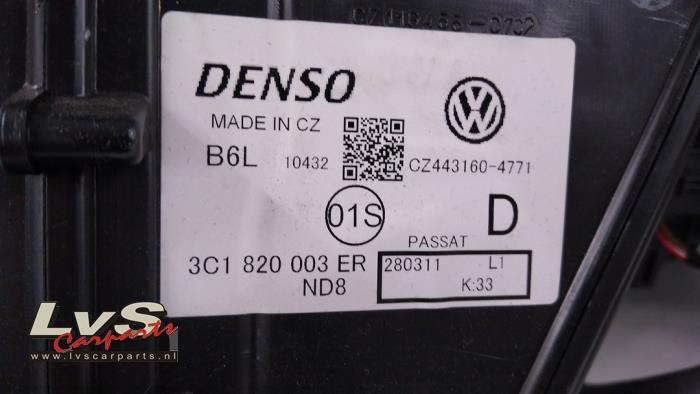 DENSO
MADE IN CZ
B6L 10432 CZ443160-4771
01S D
PASSAT
3C1 820 003 ER 280311 L1
ND8 K:33
LvS
Carparts
www.lvscarparts.nl